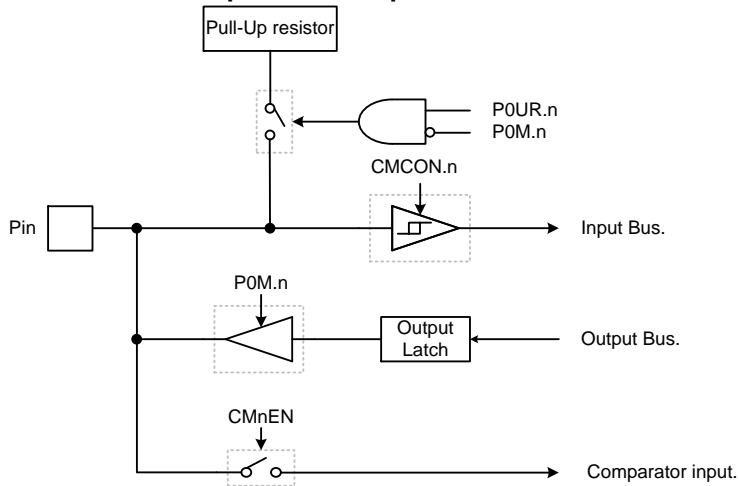 Pull-Up resistor
P0UR.n
P0M.n
CMCON.n
Pin
Input Bus.
P0M.n
Output
Latch
Output Bus.
CMnEN
Comparator input.